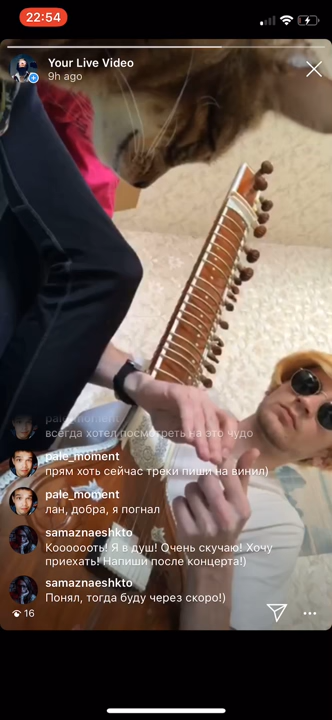 22:54
Your Live Video
9h ago
pale_moment
всегда хотел посмотреть на это чудо
pale_moment
прям хоть сейчас треки пиши на винил)
pale_moment
лан, добра, я погнал
samaznaeshkto
Кооооооть! Я в душ! Очень скучаю! Хочу
приехать! Напиши после концерта!)
samaznaeshkto
Понял, тогда буду через скоро!)
16